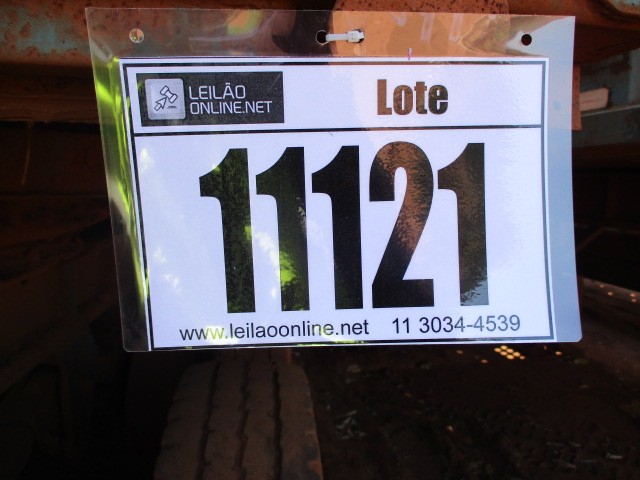 LEILÃO
ONLINE.NET
Lote
11121
www.leilaoonline.net 11 3034-4539